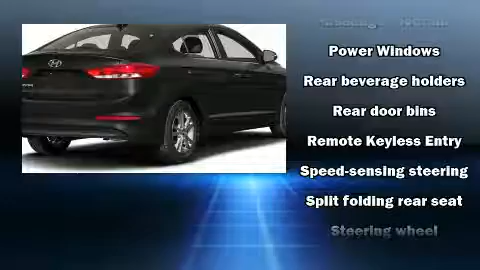 Power Windows
Rear beverage holders
Rear door bins
Remote Keyless Entry
Speed-sensing steering
Split folding rear seat
Steering wheel